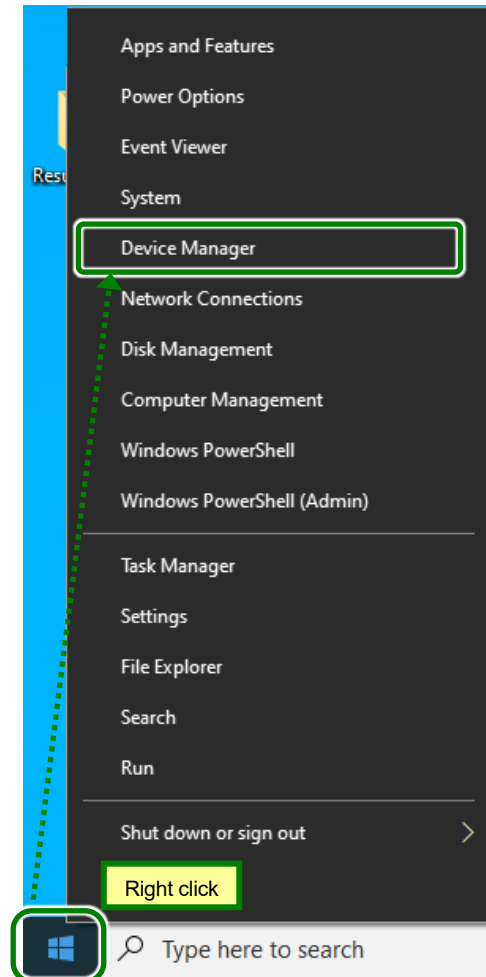 Apps and Features
Power Options
Event Viewer
Resu
System
Device Manager
Network Connections
Disk Management
Computer Management
Windows PowerShell
Windows PowerShell (Admin)
Task Manager
Settings
File Explorer
Search
Run
Shut down or sign out
Right click
Type here to search